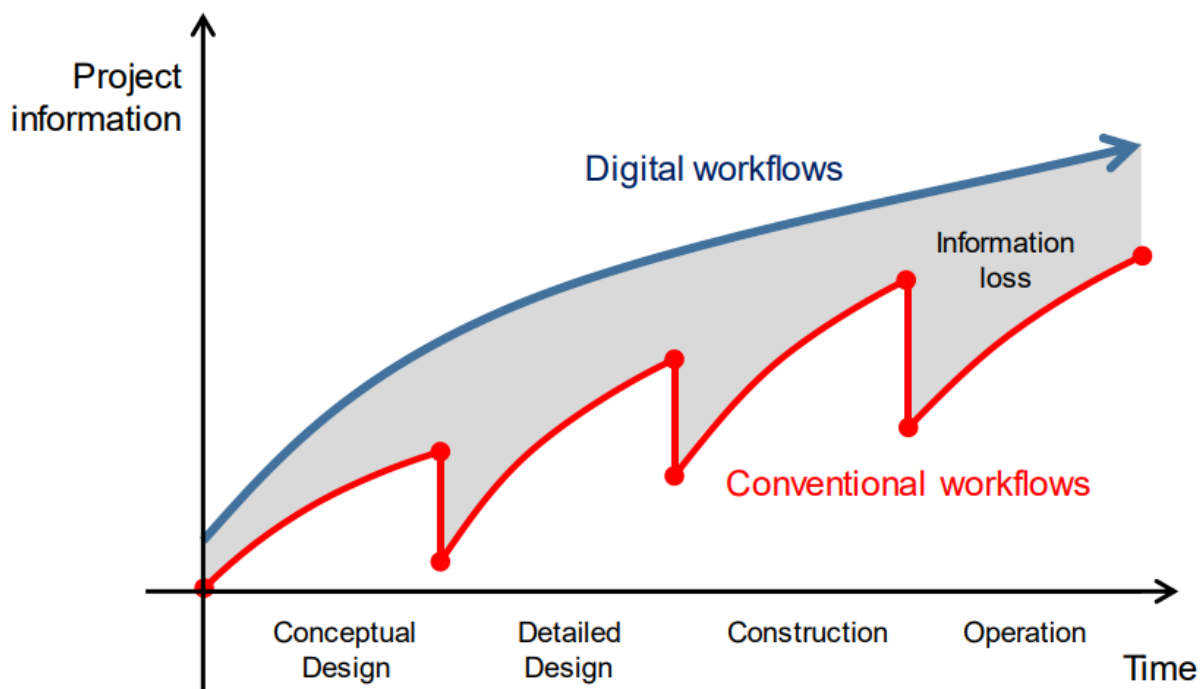 Project
information
Digital workflows
Information
loss
Conventional workflows
Conceptual
Design
Detailed
Design
Construction
Operation
Time